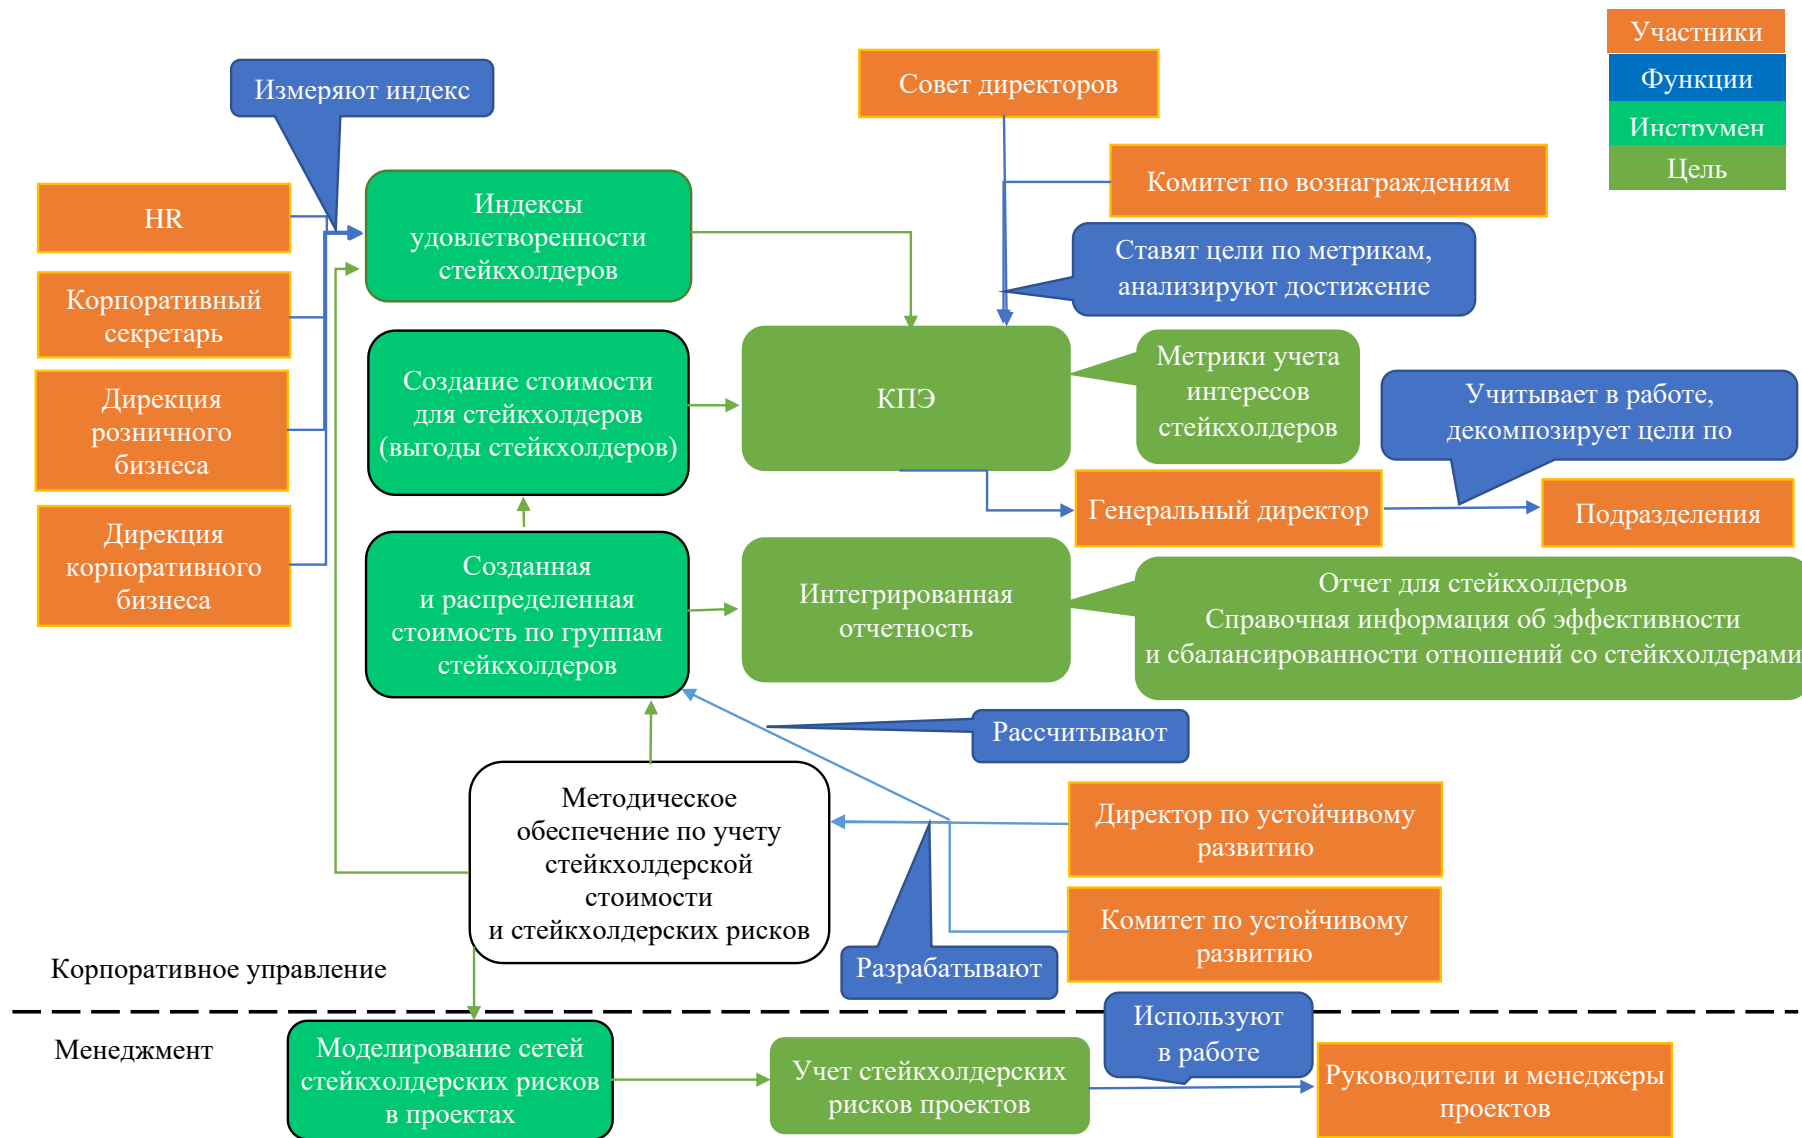 Участники
Функции
Инструмен
Цель
Измеряют индекс
Совет директоров
Комитет по вознаграждениям
HR
Корпоративный
секретарь
Дирекция
розничного
бизнеса
Дирекция
корпоративного
бизнеса
Индексы
удовлетворенности
стейкхолдеров
Ставят цели по метрикам,
анализируют достижение
Создание стоимости
для стейкхолдеров
(выгоды стейкхолдеров)
КПЭ
Метрики учета
интересов
стейкхолдеров
Учитывает в работе,
декомпозирует цели по
Генеральный директор
Подразделения
Созданная
и распределенная
стоимость по группам
стейкхолдеров
Интегрированная
отчетность
Отчет для стейкхолдеров
Справочная информация об эффективности
и сбалансированности отношений со стейкхолдерами
Рассчитывают
Методическое
обеспечение по учету
стейкхолдерской
стоимости
и стейкхолдерских рисков
Директор по устойчивому
развитию
Комитет по устойчивому
развитию
Разрабатывают
Корпоративное управление
Менеджмент
Используют
в работе
Моделирование сетей
стейкхолдерских рисков
в проектах
Учет стейкхолдерских
рисков проектов
Руководители и менеджеры
проектов